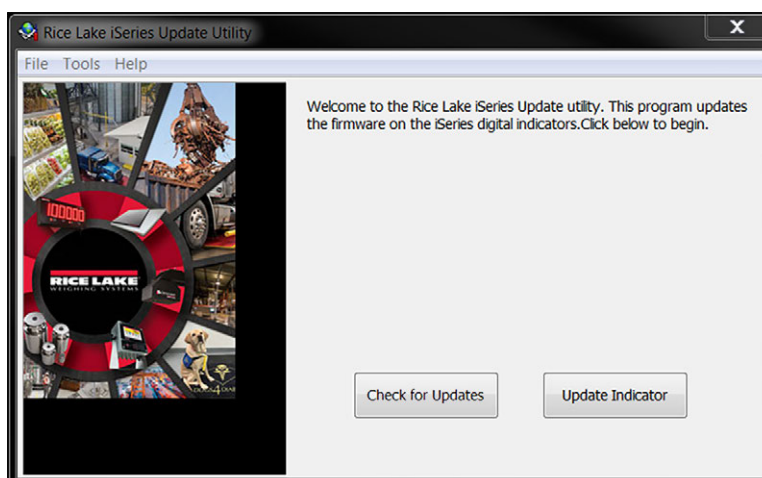 Rice Lake iSeries Update Utility
X
File Tools Help
Welcome to the Rice Lake iSeries Update utility. This program updates
the firmware on the iSeries digital indicators.Click below to begin.
100000
RICE LAKE
WEIGHING SYSTEMS
Check for Updates
Update Indicator